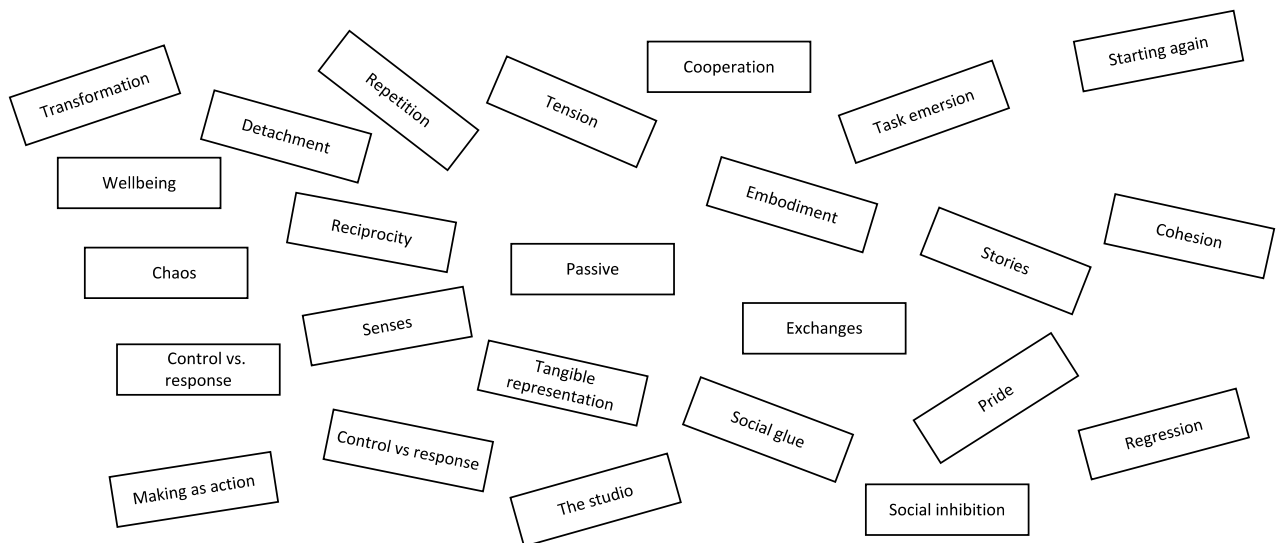 Starting again
Cooperation
Transformation
Repetition
Tension
Task emersion
Detachment
Wellbeing
Embodiment
Reciprocity
Cohesion
Stories
Chaos
Passive
Senses
Exchanges
Control vs.
response
Tangible
representation
Pride
Social glue
Regression
Control vs response
Making as action
The studio
Social inhibition